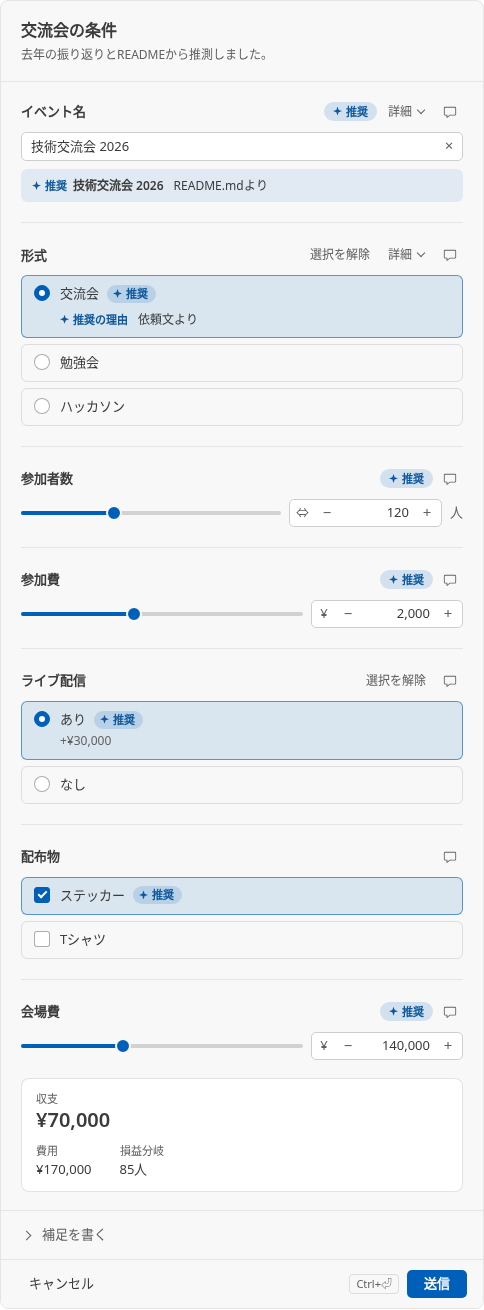 交流会の条件
去年の振り返りとREADMEから推測しました。
イベント名 推奨 詳細
技術交流会 2026 ×
推奨 技術交流会 2026 README.mdより
形式 選択を解除 詳細
交流会 推奨
推奨の理由 依頼文より
勉強会
ハッカソン
参加者数 推奨
− 120 + 人
参加費 推奨
¥ − 2,000 +
ライブ配信 選択を解除
あり 推奨
+¥30,000
なし
配布物
ステッカー 推奨
Tシャツ
会場費 推奨
¥ − 140,000 +
収支
¥70,000
費用 損益分岐
¥170,000 85人
補足を書く
キャンセル Ctrl+⏎ 送信